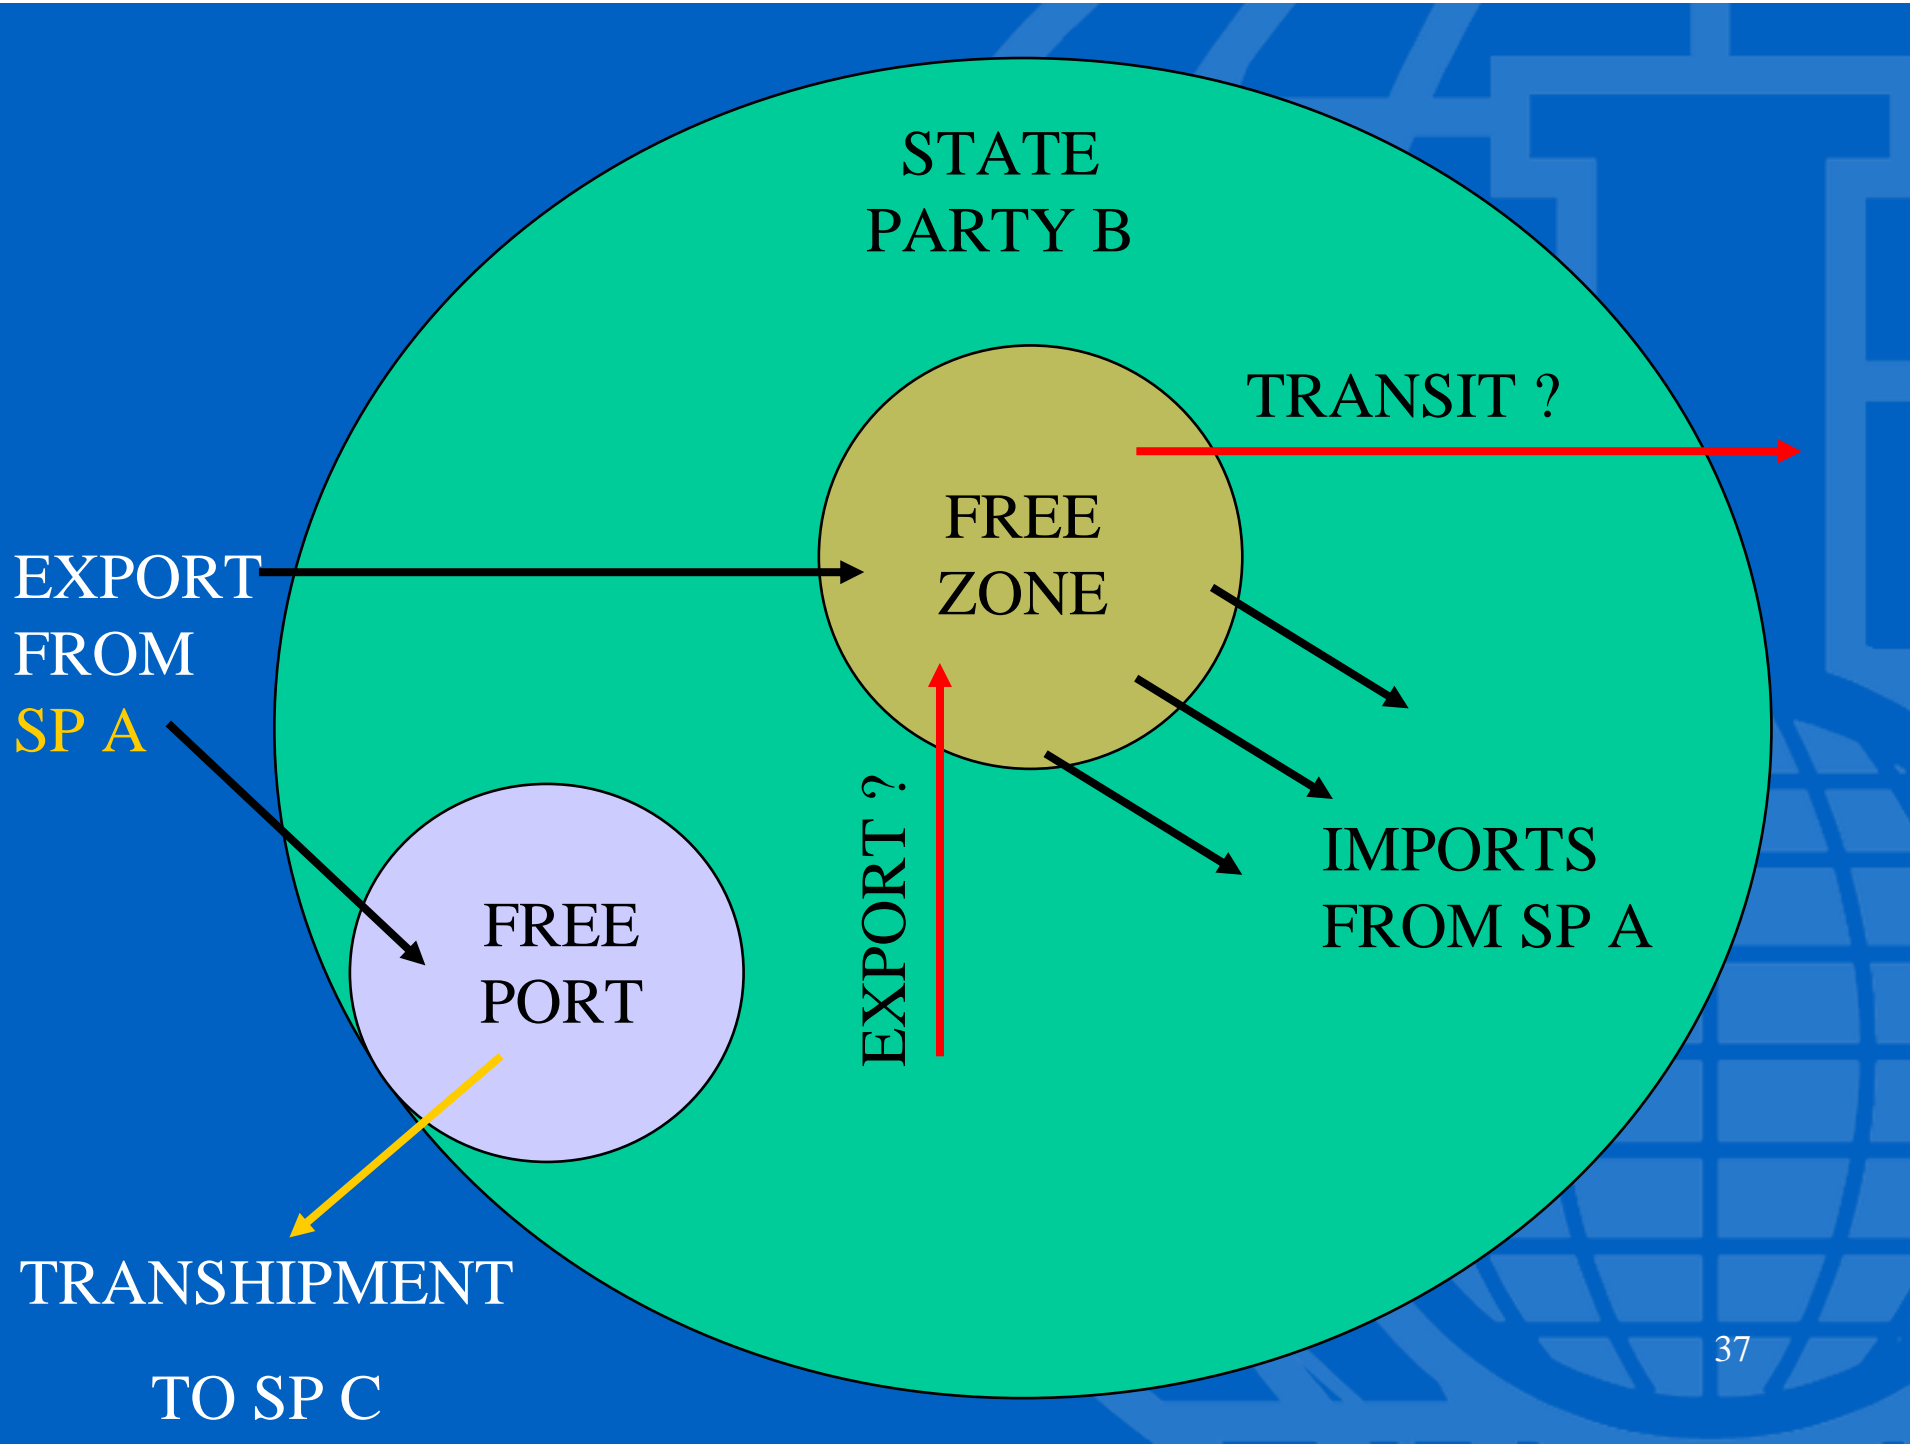 STATE
PARTY B
TRANSIT ?
FREE
ZONE
EXPORT
FROM
SP A
EXPORT ?
IMPORTS
FROM SP A
FREE
PORT
TRANSHIPMENT
TO SP C
37